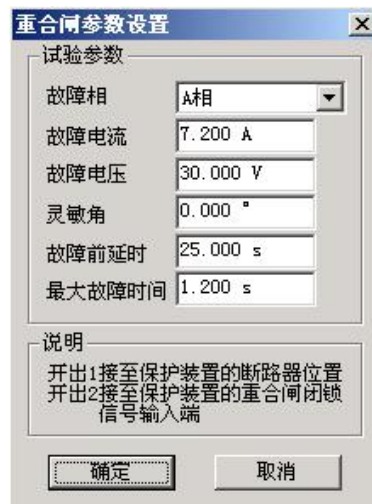 重合闸参数设置
试验参数
故障相 A相
故障电流 7.200 A
故障电压 30.000 V
灵敏角 0.000 °
故障前延时 25.000 s
最大故障时间 1.200 s
说明
开出1接至保护装置的断路器位置
开出2接至保护装置的重合闸闭锁
信号输入端
确定 取消